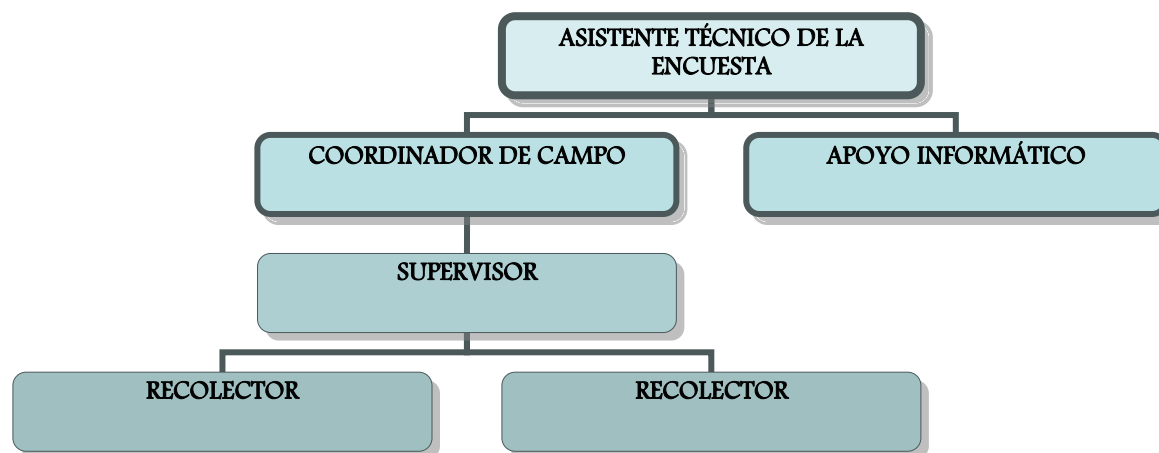 ASISTENTE TÉCNICO DE LA
ENCUESTA
COORDINADOR DE CAMPO
APOYO INFORMÁTICO
SUPERVISOR
RECOLECTOR
RECOLECTOR